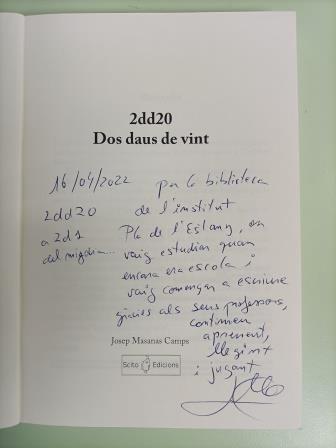 2dd20
Dos daus de vint
16/04/2022
2dd20
a 2d1
del migdia...
per la biblioteca
de l'institut
Pla de l'Estany, on
vaig estudiar quan
encara era escola i
vaig començar a escriure
gràcies als seus professors,
continueu
aprenent,
llegint
i jugant
Josep Masanas Camps
Scito Edicions